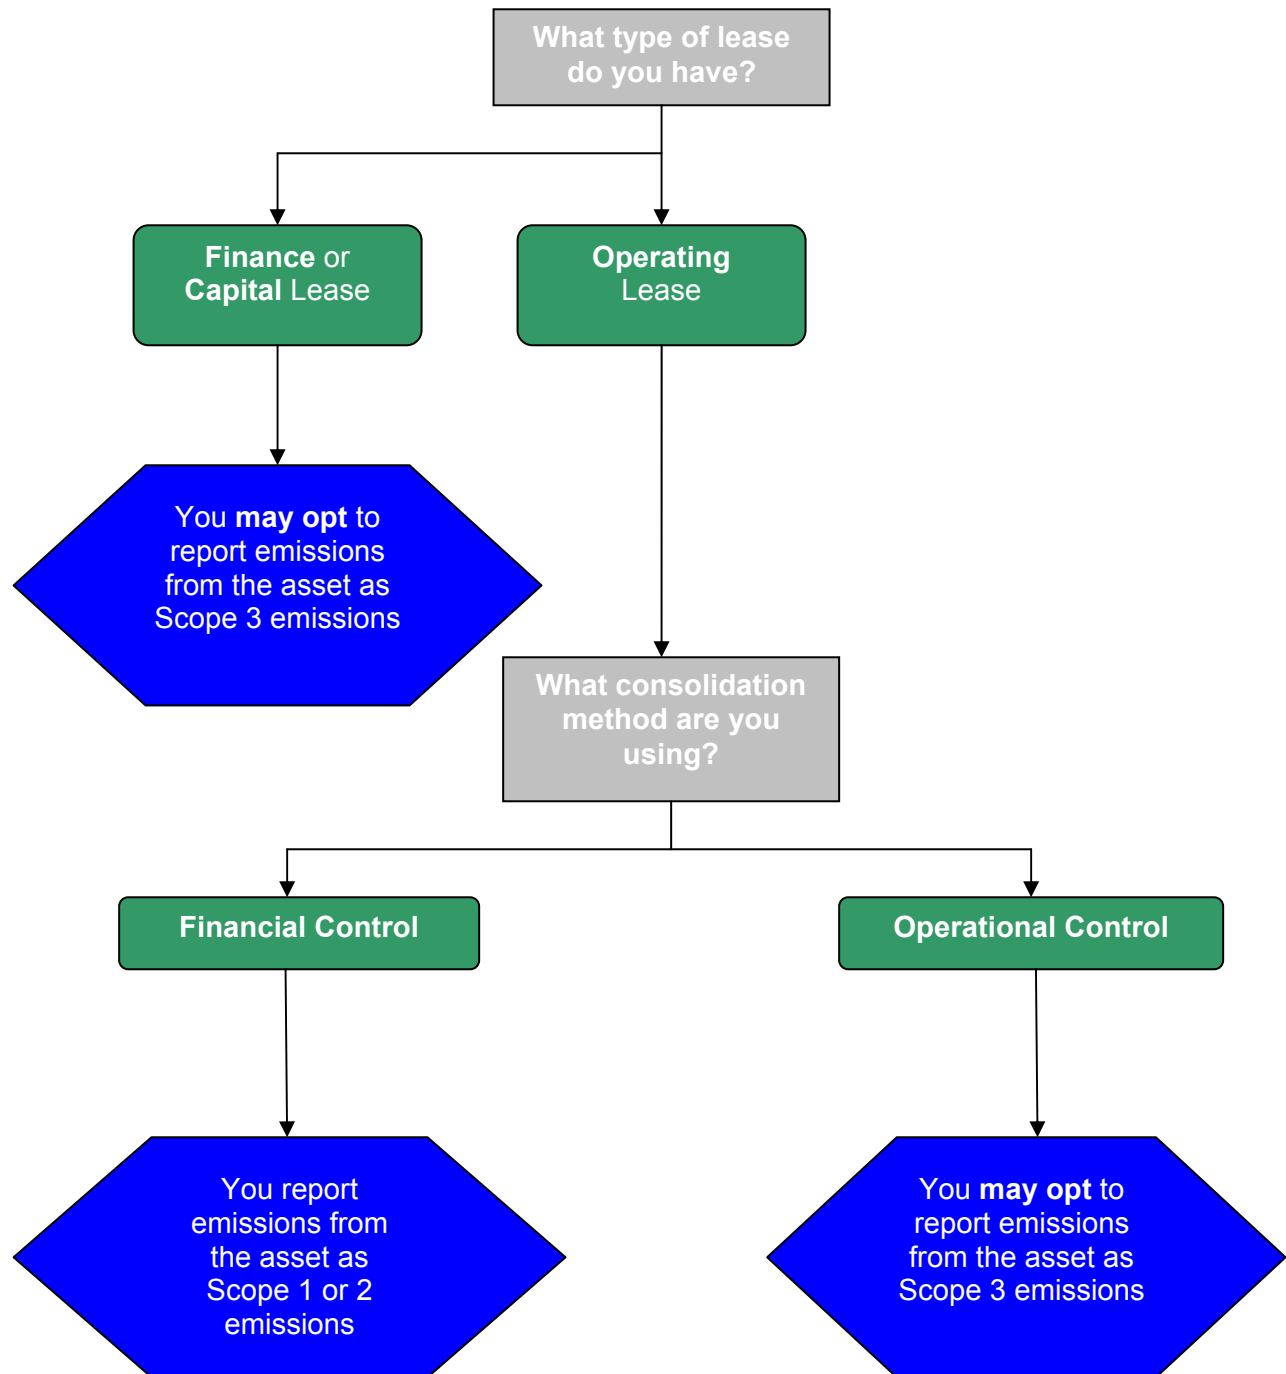 What type of lease
do you have?
Finance or
Capital Lease
Operating
Lease
You may opt to
report emissions
from the asset as
Scope 3 emissions
What consolidation
method are you
using?
Financial Control
Operational Control
You report
emissions from
the asset as
Scope 1 or 2
emissions
You may opt to
report emissions
from the asset as
Scope 3 emissions